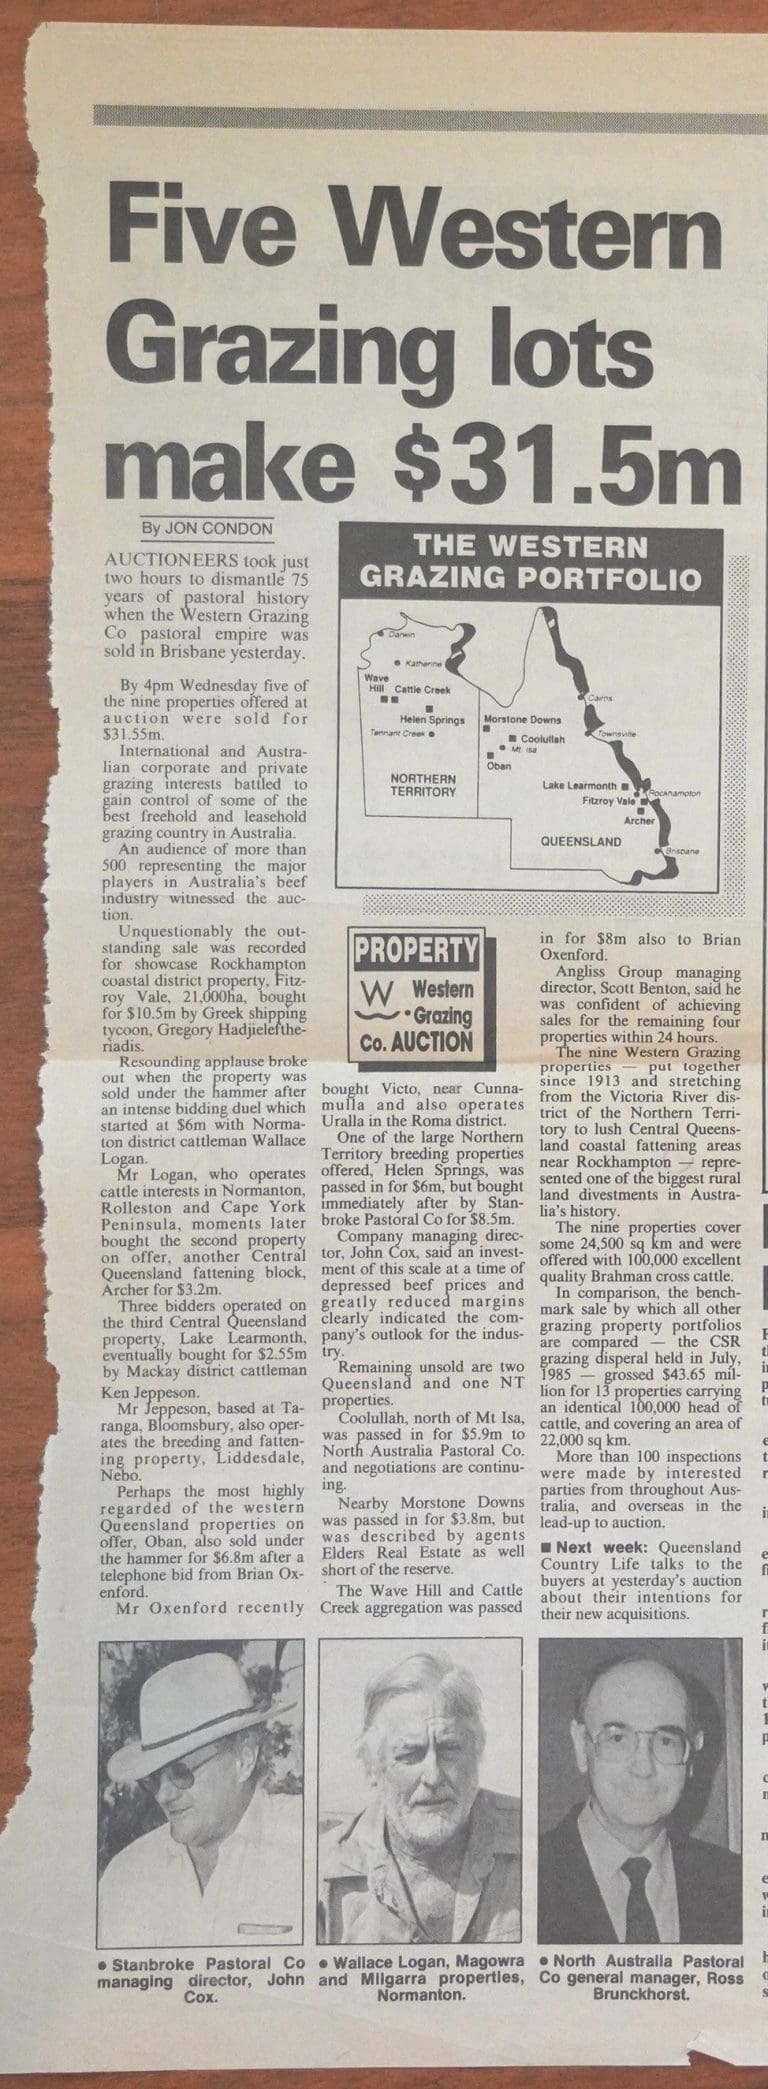 Five Western
Grazing lots
make $31.5m
By JON CONDON
AUCTIONEERS took just
two hours to dismantle 75
years of pastoral history
when the Western Grazing
Co pastoral empire was
sold in Brisbane yesterday.
By 4pm Wednesday five of
the nine properties offered at
auction were sold for
$31.55m.
International and Austra-
lian corporate and private
grazing interests battled to
gain control of some of the
best freehold and leasehold
grazing country in Australia.
An audience of more than
500 representing the major
players in Australia's beef
industry witnessed the auc-
tion.
Unquestionably the out-
standing sale was recorded
for showcase Rockhampton
coastal district property, Fitz-
roy Vale, 21,000ha, bought
for $10.5m by Greek shipping
tycoon, Gregory Hadjielefthe-
riadis.
Resounding applause broke
out when the property was
sold under the hammer after
an intense bidding duel which
started at $6m with Norma-
ton district cattleman Wallace
Logan.
Mr Logan, who operates
cattle interests in Normanton,
Rolleston and Cape York
Peninsula, moments later
bought the second property
on offer, another Central
Queensland fattening block,
Archer for $3.2m.
Three bidders operated on
the third Central Queensland
property, Lake Learmonth,
eventually bought for $2.55m
by Mackay district cattleman
Ken Jeppeson.
Mr Jeppeson, based at Ta-
ranga, Bloomsbury, also oper-
ates the breeding and fatten-
ing property, Liddesdale,
Nebo.
Perhaps the most highly
regarded of the western
Queensland properties on
offer, Oban, also sold under
the hammer for $6.8m after a
telephone bid from Brian Ox-
enford.
Mr Oxenford recently
THE WESTERN
GRAZING PORTFOLIO
Darwin
Katherine
Wave
Hill Cattle Creek
Helen Springs
Tennant Creek
NORTHERN
TERRITORY
Morstone Downs
Coolullah
Mt Isa
Oban
Cairns
Townsville
Lake Learmonth
Rockhampton
Fitzroy Vale
Archer
QUEENSLAND
Brisbane
PROPERTY
W Western
•Grazing
Co. AUCTION
bought Victo, near Cunna-
mulla and also operates
Uralla in the Roma district.
One of the large Northern
Territory breeding properties
offered, Helen Springs, was
passed in for $6m, but bought
immediately after by Stan-
broke Pastoral Co for $8.5m.
Company managing direc-
tor, John Cox, said an invest-
ment of this scale at a time of
depressed beef prices and
greatly reduced margins
clearly indicated the com-
pany's outlook for the indus-
try.
Remaining unsold are two
Queensland and one NT
properties.
Coolullah, north of Mt Isa,
was passed in for $5.9m to
North Australia Pastoral Co.
and negotiations are continu-
ing.
Nearby Morstone Downs
was passed in for $3.8m, but
was described by agents
Elders Real Estate as well
short of the reserve.
The Wave Hill and Cattle
Creek aggregation was passed
in for $8m also to Brian
Oxenford.
Angliss Group managing
director, Scott Benton, said he
was confident of achieving
sales for the remaining four
properties within 24 hours.
The nine Western Grazing
properties — put together
since 1913 and stretching
from the Victoria River dis-
trict of the Northern Terri-
tory to lush Central Queens-
land coastal fattening areas
near Rockhampton — repre-
sented one of the biggest rural
land divestments in Austra-
lia's history.
The nine properties cover
some 24,500 sq km and were
offered with 100,000 excellent
quality Brahman cross cattle.
In comparison, the bench-
mark sale by which all other
grazing property portfolios
are compared — the CSR
grazing disperal held in July,
1985 — grossed $43.65 mil-
lion for 13 properties carrying
an identical 100,000 head of
cattle, and covering an area of
22,000 sq km.
More than 100 inspections
were made by interested
parties from throughout Aus-
tralia, and overseas in the
lead-up to auction.
■ Next week: Queensland
Country Life talks to the
buyers at yesterday's auction
about their intentions for
their new acquisitions.
● Stanbroke Pastoral Co
managing director, John
Cox.
● Wallace Logan, Magowra
and Milgarra properties,
Normanton.
● North Australia Pastoral
Co general manager, Ross
Brunckhorst.